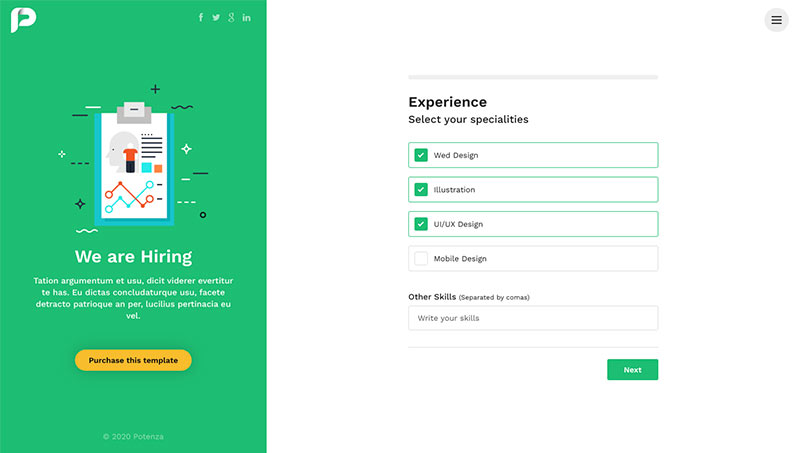 We are Hiring
Tation argumentum et usu, dicit viderer evertitur
te has. Eu dictas concludaturque usu, facete
detracto patrioque an per, lucilius pertinacia eu
vel.
Purchase this template
© 2020 Potenza
Experience
Select your specialities
Wed Design
Illustration
UI/UX Design
Mobile Design
Other Skills (Separated by comas)
Write your skills
Next